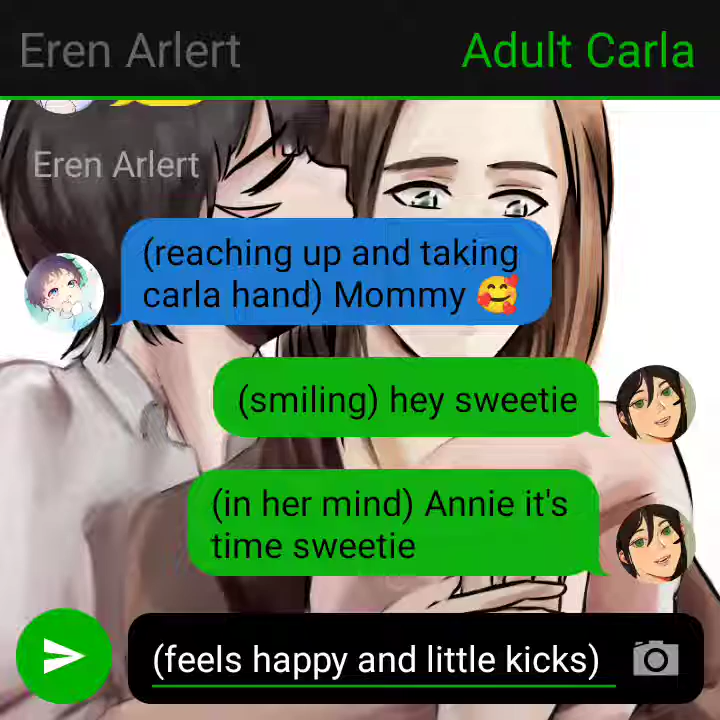 Eren Arlert
Adult Carla
Eren Arlert
(reaching up and taking
carla hand) Mommy 🥰
(smiling) hey sweetie
(in her mind) Annie it's
time sweetie
(feels happy and little kicks)